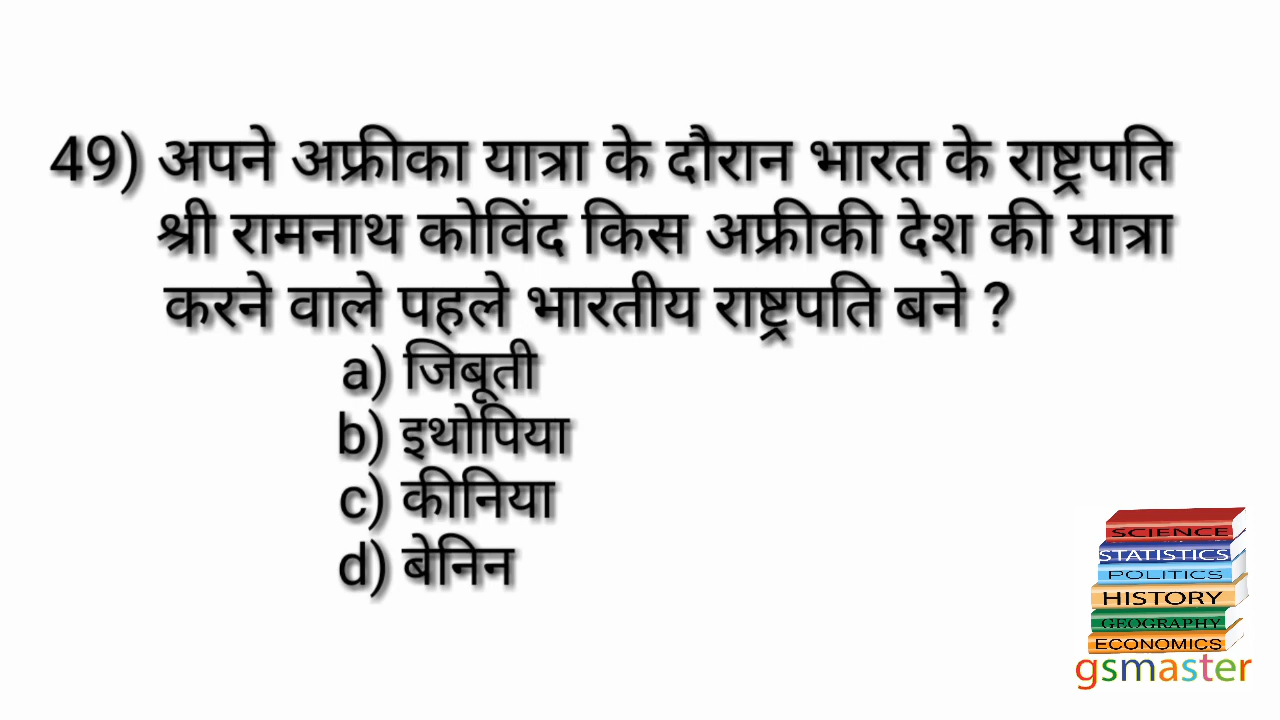 49) अपने अफ्रीका यात्रा के दौरान भारत के राष्ट्रपति
श्री रामनाथ कोविंद किस अफ्रीकी देश की यात्रा
करने वाले पहले भारतीय राष्ट्रपति बने ?
a) जिबूती
b) इथोपिया
c) कीनिया
d) बेनिन
SCIENCE
STATISTICS
POLITICS
HISTORY
GEOGRAPHY
ECONOMICS
gsmaster